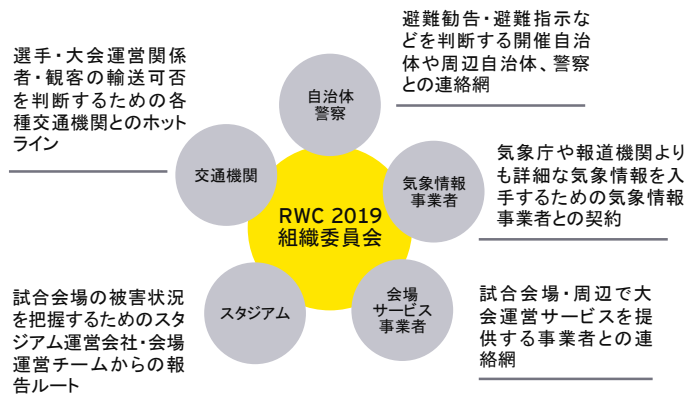 避難勧告・避難指示な
どを判断する開催自治
体や周辺自治体、警察
との連絡網
選手・大会運営関係
者・観客の輸送可否
を判断するための各
種交通機関とのホット
ライン
自治体
警察
交通機関
気象情報
事業者
気象庁や報道機関より
も詳細な気象情報を入
手するための気象情報
事業者との契約
RWC 2019
組織委員会
スタジアム
会場
サービス
事業者
試合会場の被害状況
を把握するためのスタ
ジアム運営会社・会場
運営チームからの報
告ルート
試合会場・周辺で大
会運営サービスを提
供する事業者との連
絡網